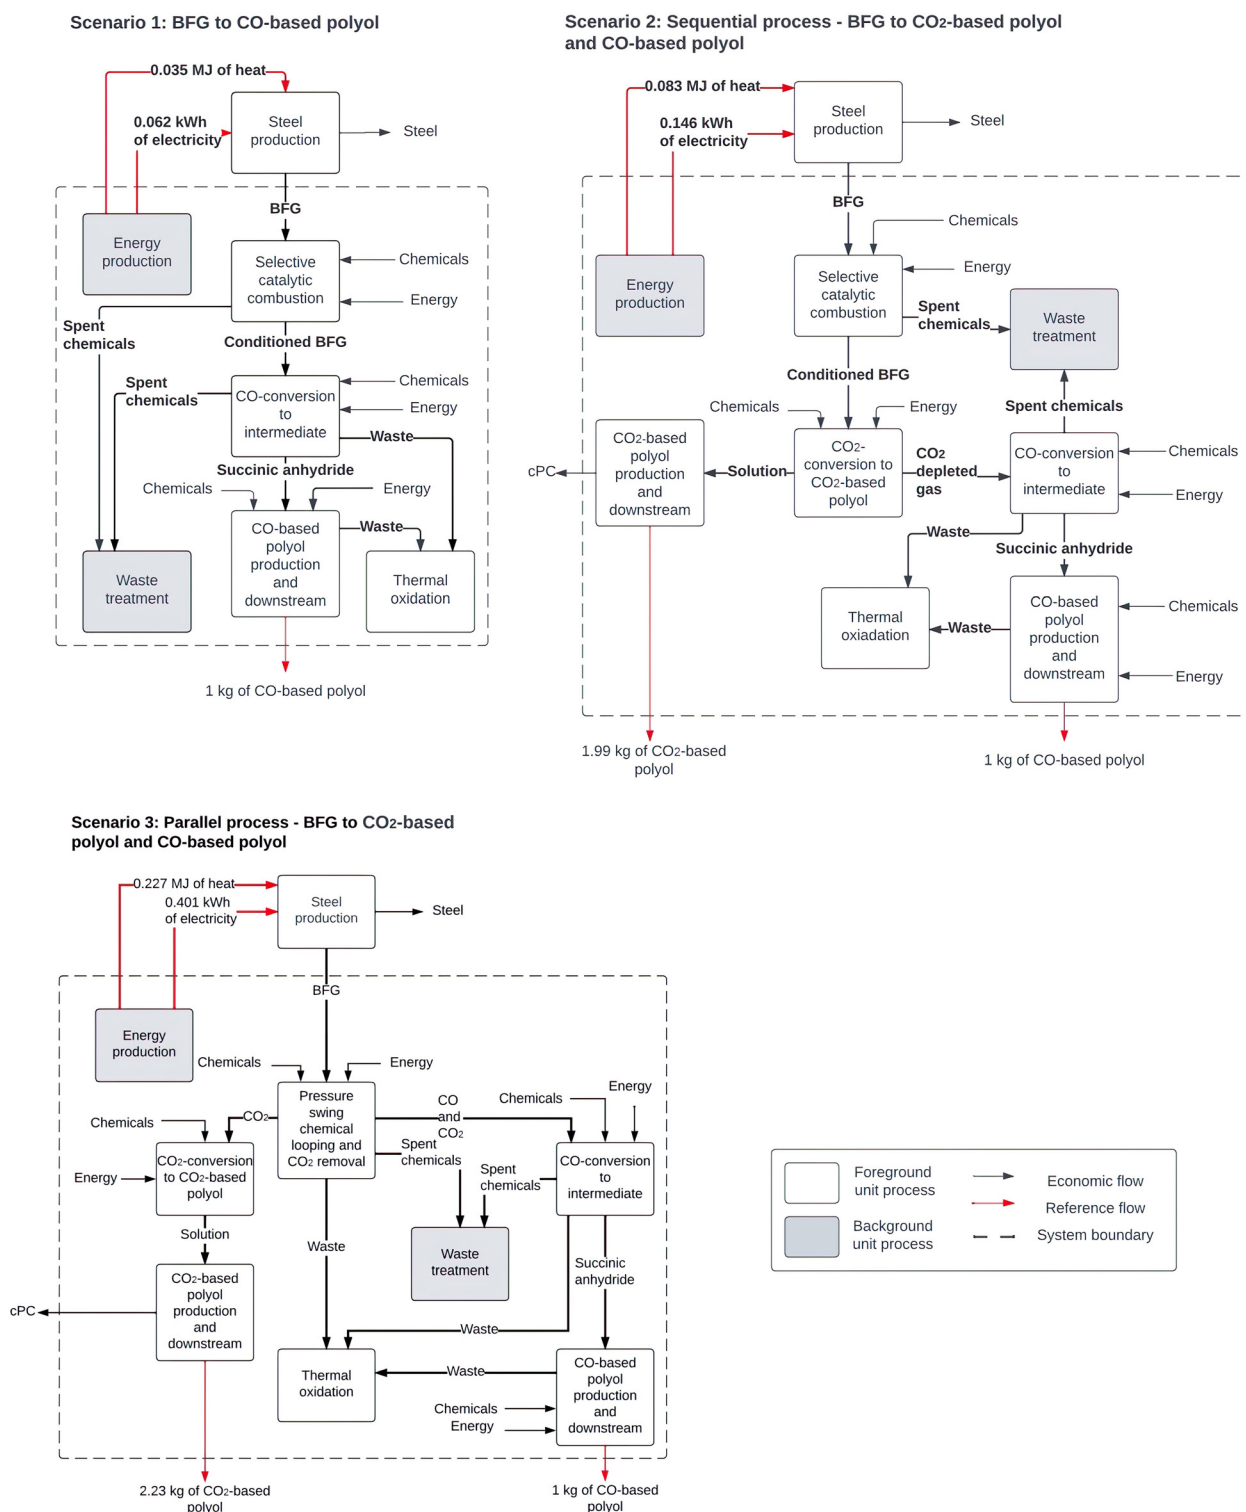 Scenario 1: BFG to CO-based polyol
0.035 MJ of heat
0.062 kWh
of electricity
Steel
production
Steel
BFG
Energy
production
Selective
catalytic
combustion
Chemicals
Energy
Spent
chemicals
Conditioned BFG
Spent
chemicals
CO-conversion
to
intermediate
Chemicals
Energy
Waste
Succinic anhydride
Chemicals
Energy
CO-based
polyol
production
and
downstream
Waste
Waste
treatment
Thermal
oxidation
1 kg of CO-based polyol
Scenario 2: Sequential process - BFG to CO2-based polyol
and CO-based polyol
0.083 MJ of heat
0.146 kWh
of electricity
Steel
production
Steel
BFG
Chemicals
Energy
Energy
production
Selective
catalytic
combustion
Spent
chemicals
Waste
treatment
Conditioned BFG
Chemicals
Energy
Spent chemicals
CO2-based
polyol
production
and
downstream
cPC
Solution
CO2-
conversion to
CO2-based
polyol
CO2
depleted
gas
CO-conversion
to
intermediate
Chemicals
Energy
Waste
Succinic anhydride
Thermal
oxiadation
Waste
CO-based
polyol
production
and
downstream
Chemicals
Energy
1.99 kg of CO2-based
polyol
1 kg of CO-based polyol
Scenario 3: Parallel process - BFG to CO2-based
polyol and CO-based polyol
0.227 MJ of heat
0.401 kWh
of electricity
Steel
production
Steel
BFG
Energy
production
Chemicals
Energy
Pressure
swing
chemical
looping and
CO2 removal
CO2
CO
and
CO2
Chemicals
Energy
Spent
chemicals
Chemicals
Energy
CO2-conversion
to CO2-based
polyol
Spent
chemicals
CO-conversion
to
intermediate
Solution
Waste
Waste
treatment
Succinic
anhydride
CO2-based
polyol
production
and
downstream
cPC
Waste
Thermal
oxidation
Waste
CO-based
polyol
production
and
downstream
Chemicals
Energy
2.23 kg of CO2-based
polyol
1 kg of CO-based
polyol
Foreground
unit process
Economic flow
Reference flow
Background
unit process
System boundary